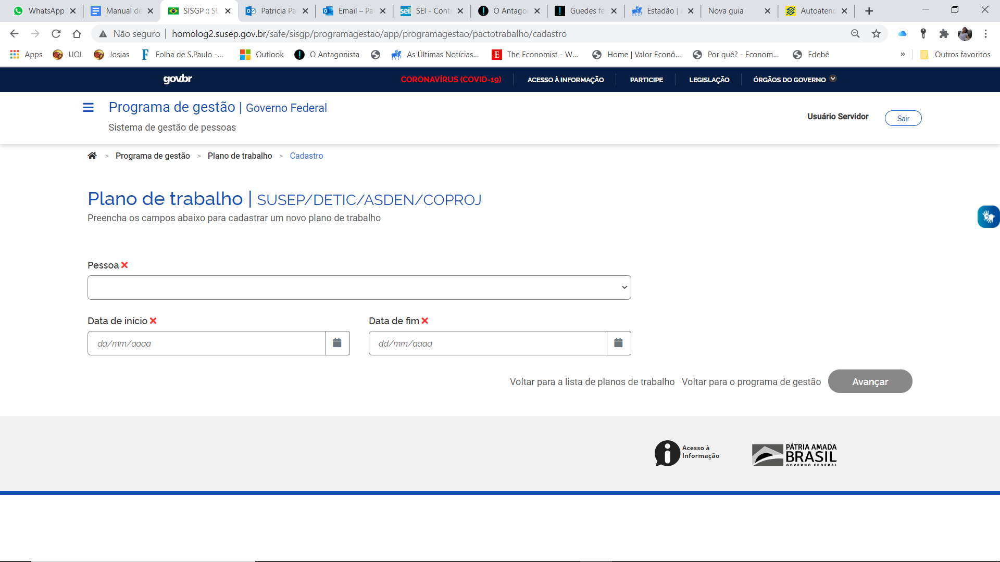 WhatsApp
Manual de
SISGP :: SU
Patricia Pa
Email – Pa
SEI - Cont
O Antago
Guedes fe
Estadão | A
Nova guia
Autoatend
Não seguro | homolog2.susep.gov.br/safe/sisgp/programagestao/app/programagestao/pactotrabalho/cadastro
Apps
UOL
Josias
Folha de S.Paulo -...
Outlook
O Antagonista
As Últimas Notícias...
The Economist - W...
Home | Valor Econô...
Por quê? - Econom...
Edebê
»
Outros favoritos
gov.br
CORONAVÍRUS (COVID-19)
ACESSO À INFORMAÇÃO
PARTICIPE
LEGISLAÇÃO
ÓRGÃOS DO GOVERNO
Programa de gestão | Governo Federal
Sistema de gestão de pessoas
Usuário Servidor
Sair
> Programa de gestão > Plano de trabalho > Cadastro
Plano de trabalho | SUSEP/DETIC/ASDEN/COPROJ
Preencha os campos abaixo para cadastrar um novo plano de trabalho
Pessoa
Data de início
Data de fim
dd/mm/aaaa
dd/mm/aaaa
Voltar para a lista de planos de trabalho
Voltar para o programa de gestão
Avançar
Acesso à
Informação
PÁTRIA AMADA
BRASIL
GOVERNO FEDERAL